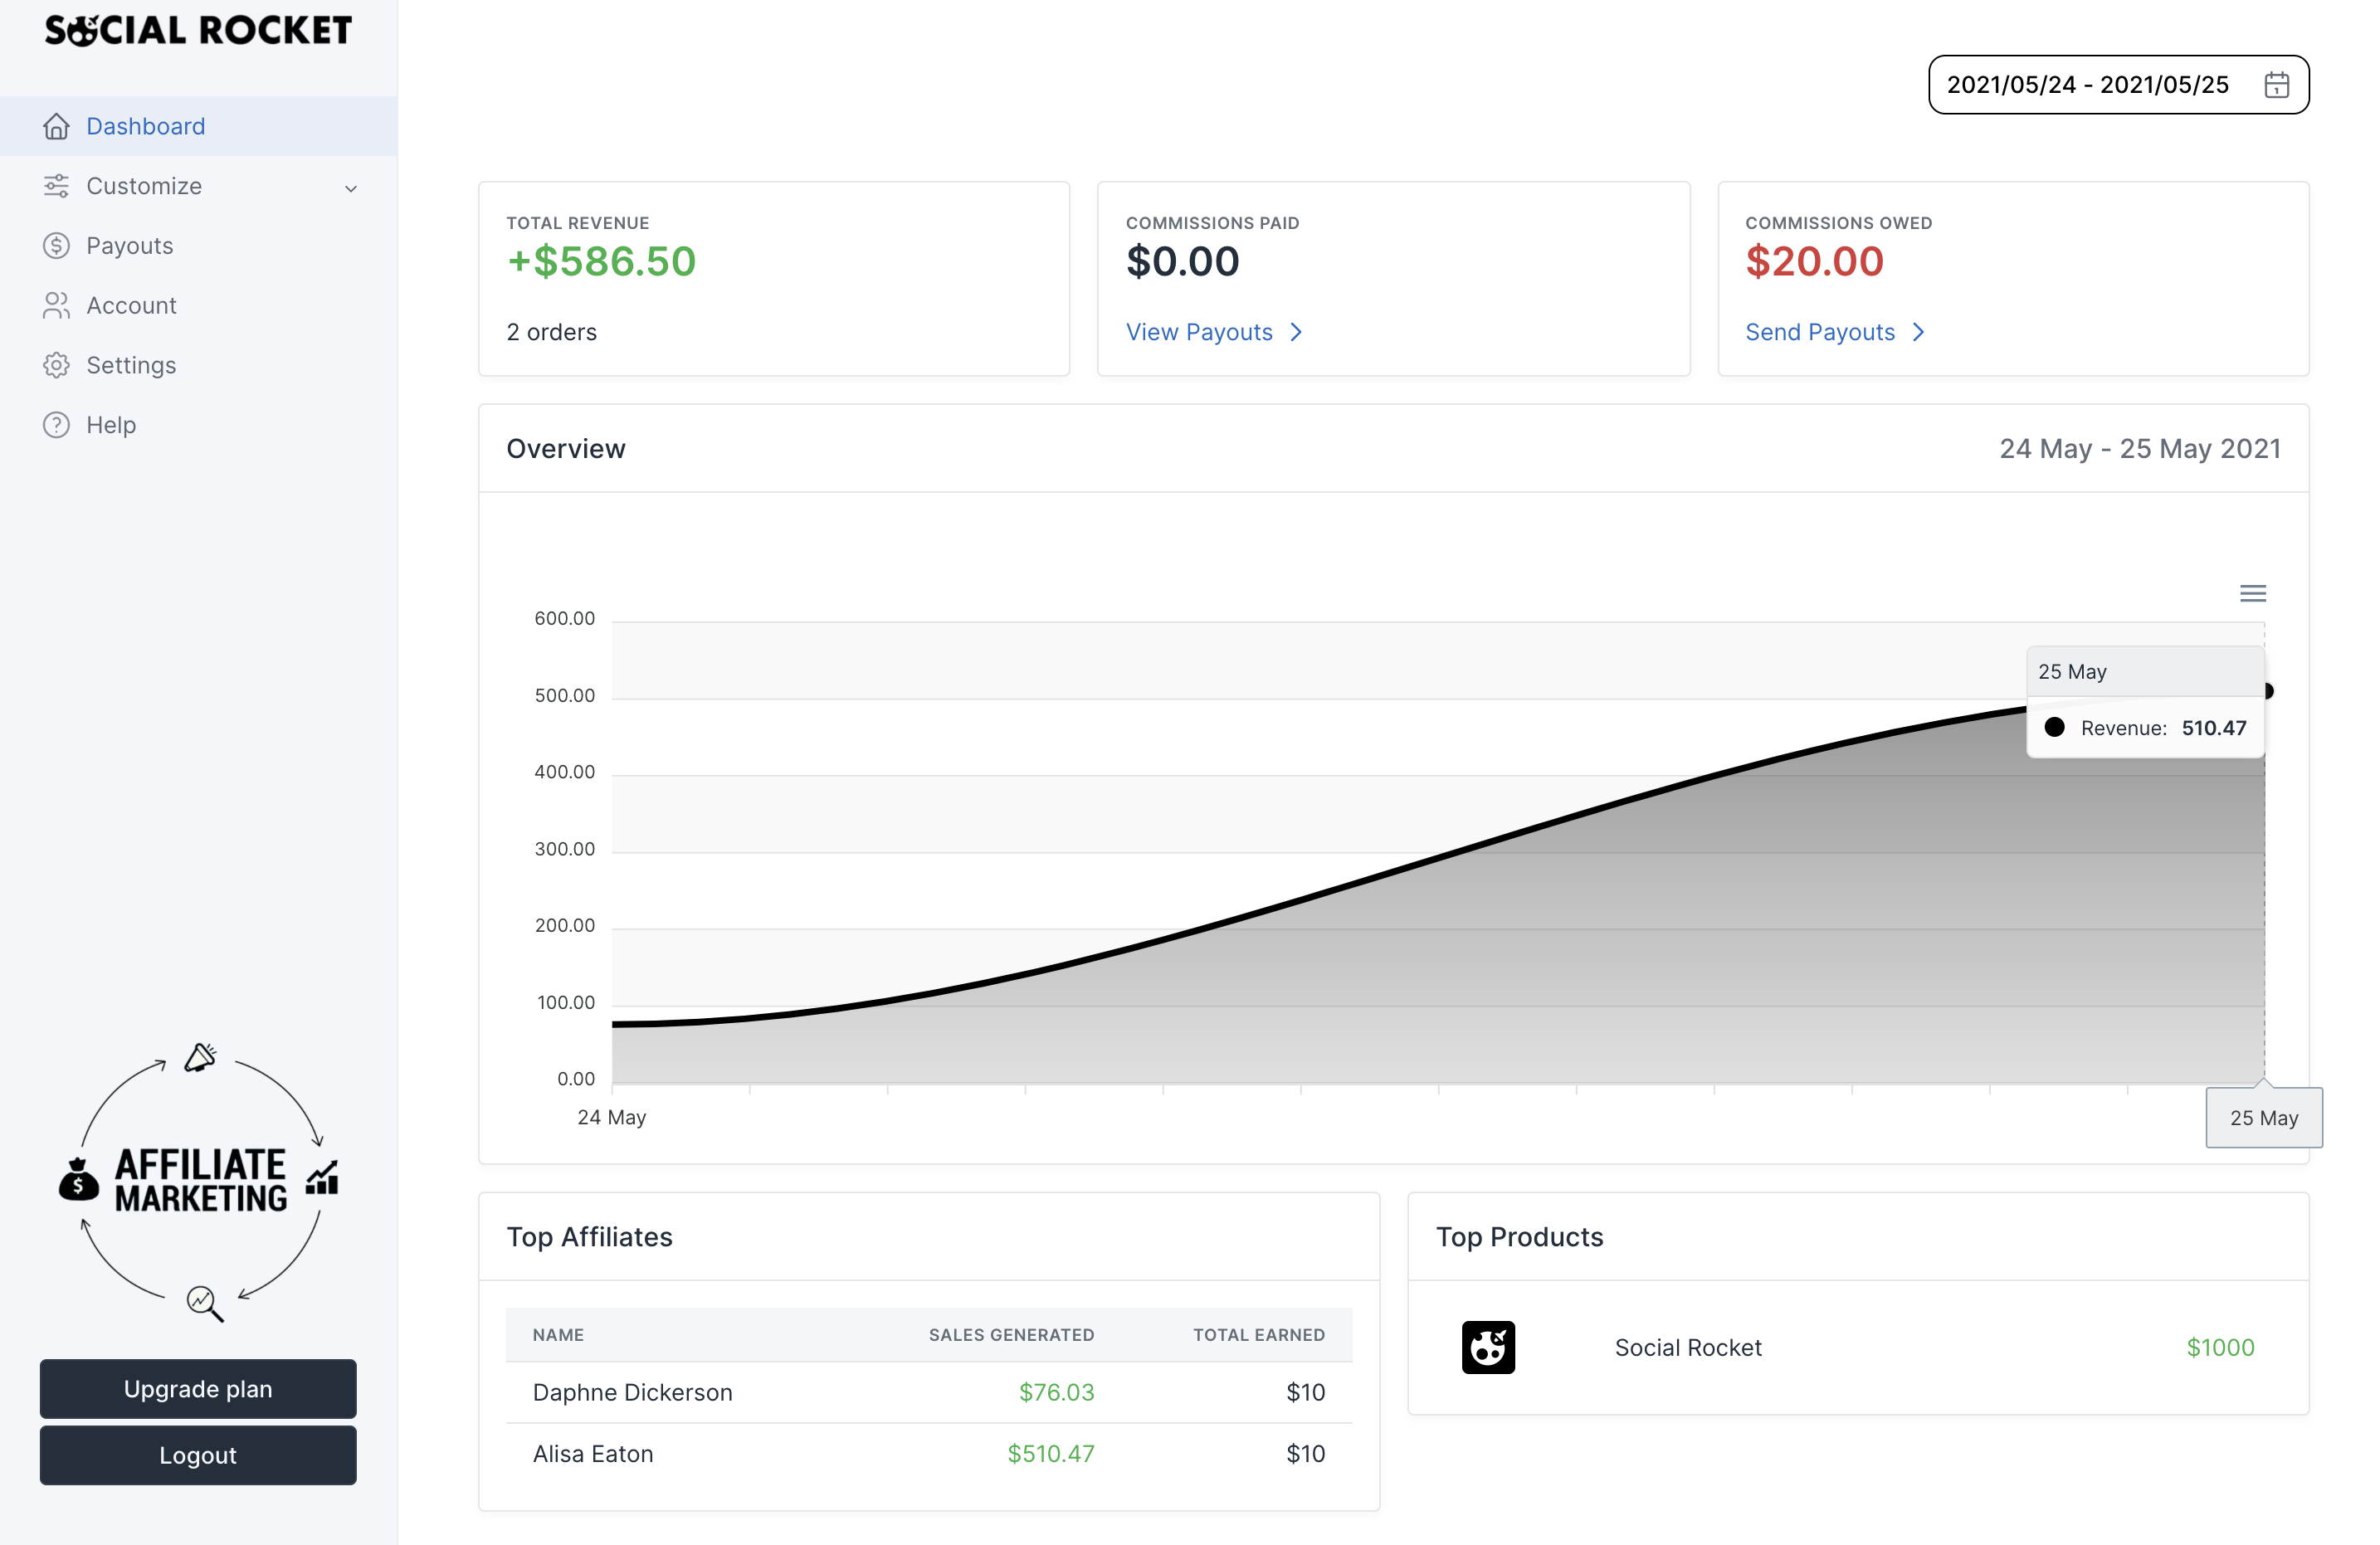 SOCIAL ROCKET
Dashboard
Customize
Payouts
Account
Settings
Help
AFFILIATE
MARKETING
$
Upgrade plan
Logout
2021/05/24 - 2021/05/25
TOTAL REVENUE
+$586.50
2 orders
COMMISSIONS PAID
$0.00
View Payouts
COMMISSIONS OWED
$20.00
Send Payouts
Overview
24 May - 25 May 2021
600.00
500.00
400.00
300.00
200.00
100.00
0.00
25 May
Revenue: 510.47
24 May
25 May
Top Affiliates
NAME SALES GENERATED TOTAL EARNED
Daphne Dickerson $76.03 $10
Alisa Eaton $510.47 $10
Top Products
Social Rocket $1000